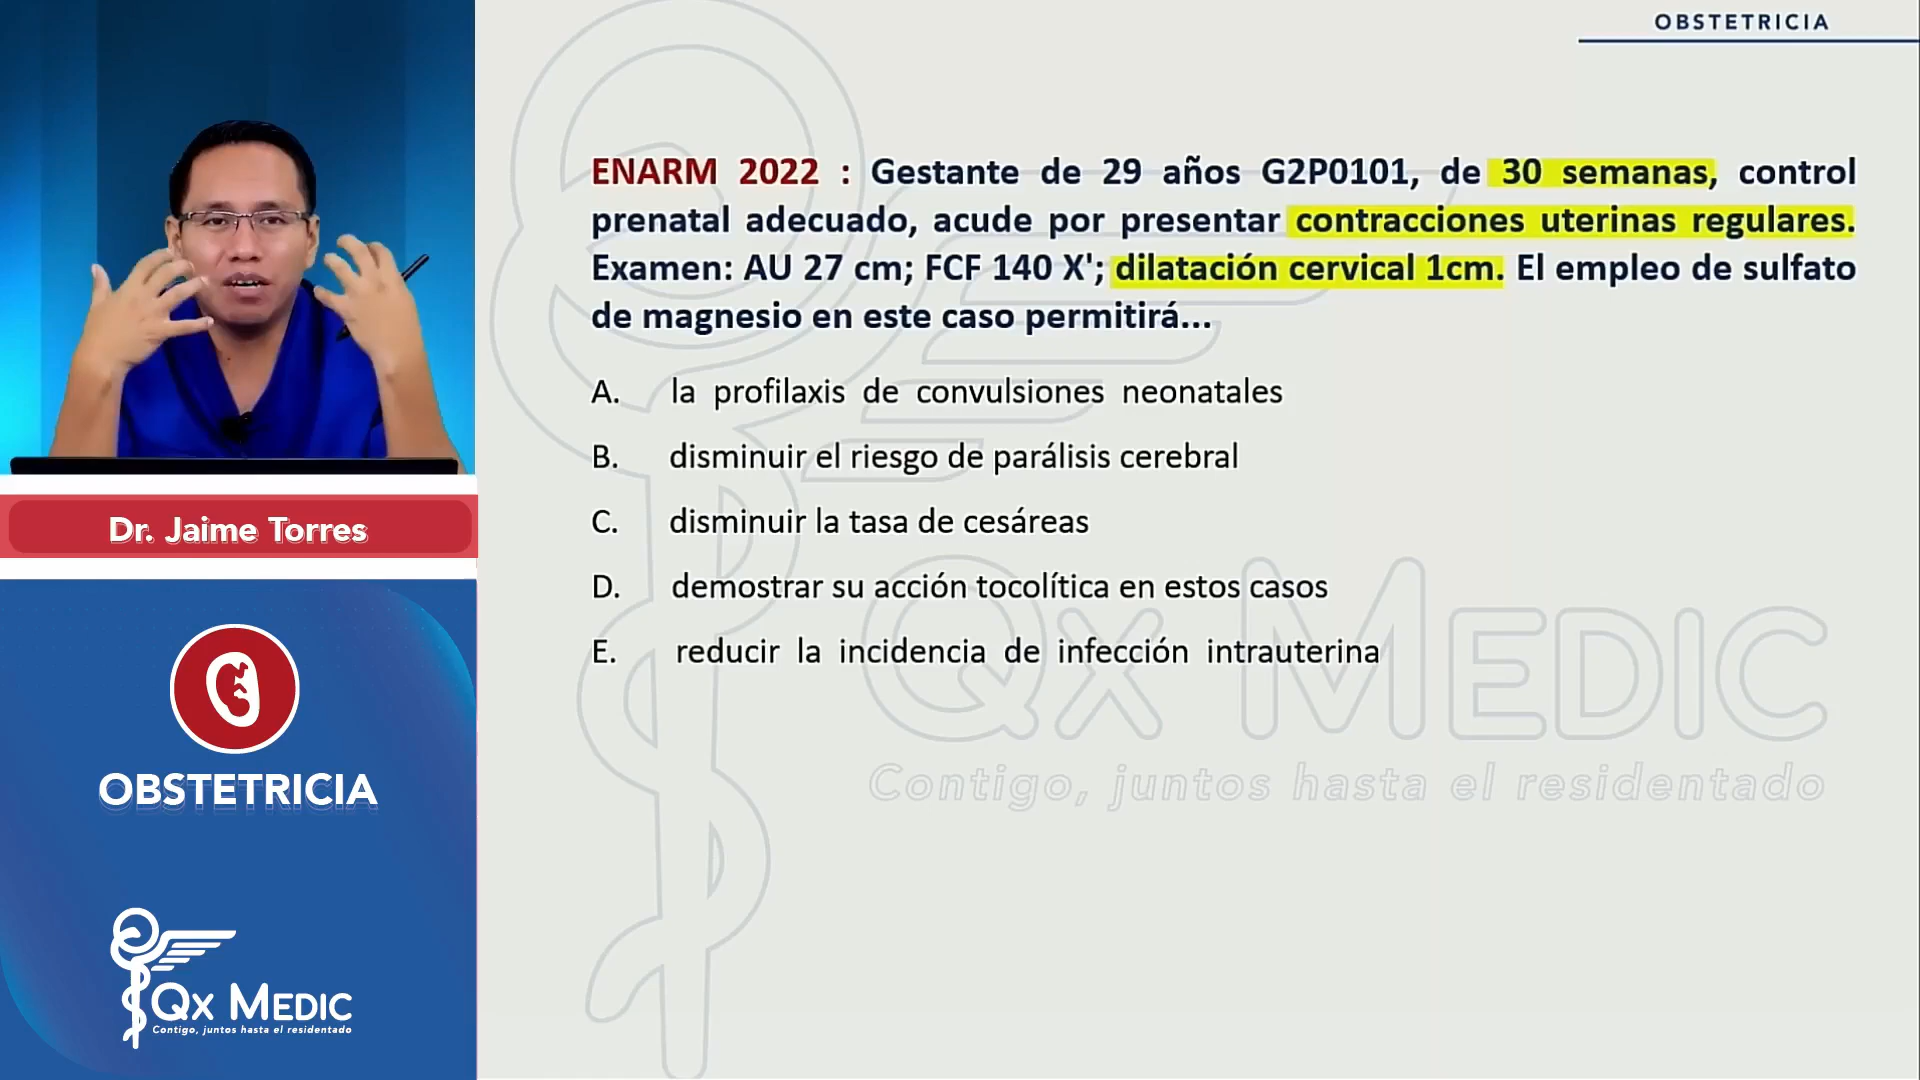 OBSTETRICIA
ENARM 2022 : Gestante de 29 años G2P0101, de 30 semanas, control
prenatal adecuado, acude por presentar contracciones uterinas regulares.
Examen: AU 27 cm; FCF 140 X'; dilatación cervical 1cm. El empleo de sulfato
de magnesio en este caso permitirá...
A. la profilaxis de convulsiones neonatales
B. disminuir el riesgo de parálisis cerebral
C. disminuir la tasa de cesáreas
D. demostrar su acción tocolítica en estos casos
E. reducir la incidencia de infección intrauterina
QX MEDIC
Contigo, juntos hasta el residentado
Dr. Jaime Torres
OBSTETRICIA
QX MEDIC
Contigo, juntos hasta el residentado